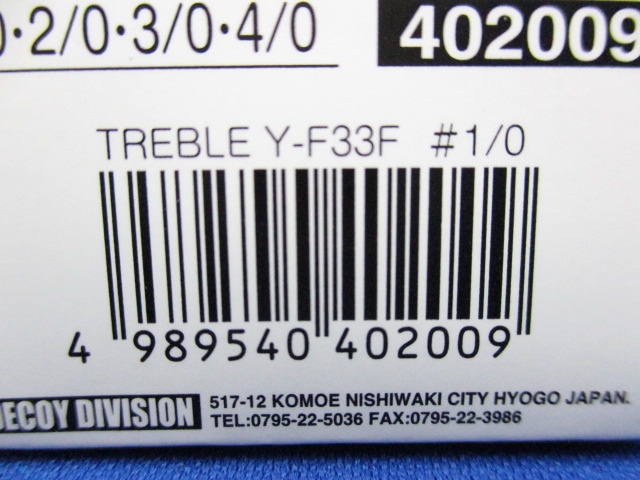 0·2/0·3/0·4/0
402009
TREBLE Y-F33F #1/0
4 989540 402009
DECOY DIVISION
517-12 KOMOE NISHIWAKI CITY HYOGO JAPAN.
TEL:0795-22-5036 FAX:0795-22-3986